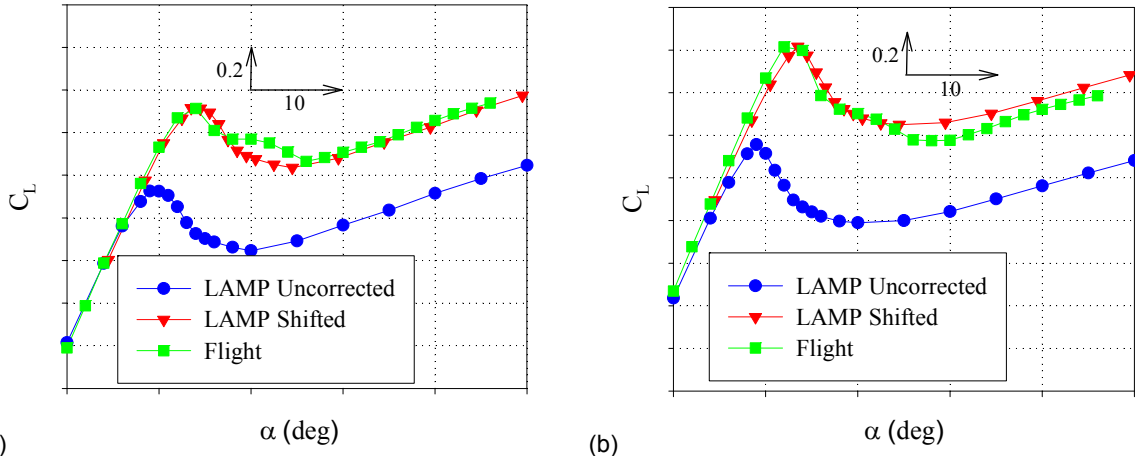 0.2
10
C_L
LAMP Uncorrected
LAMP Shifted
Flight
α (deg)
)
0.2
10
C_L
LAMP Uncorrected
LAMP Shifted
Flight
α (deg)
(b)